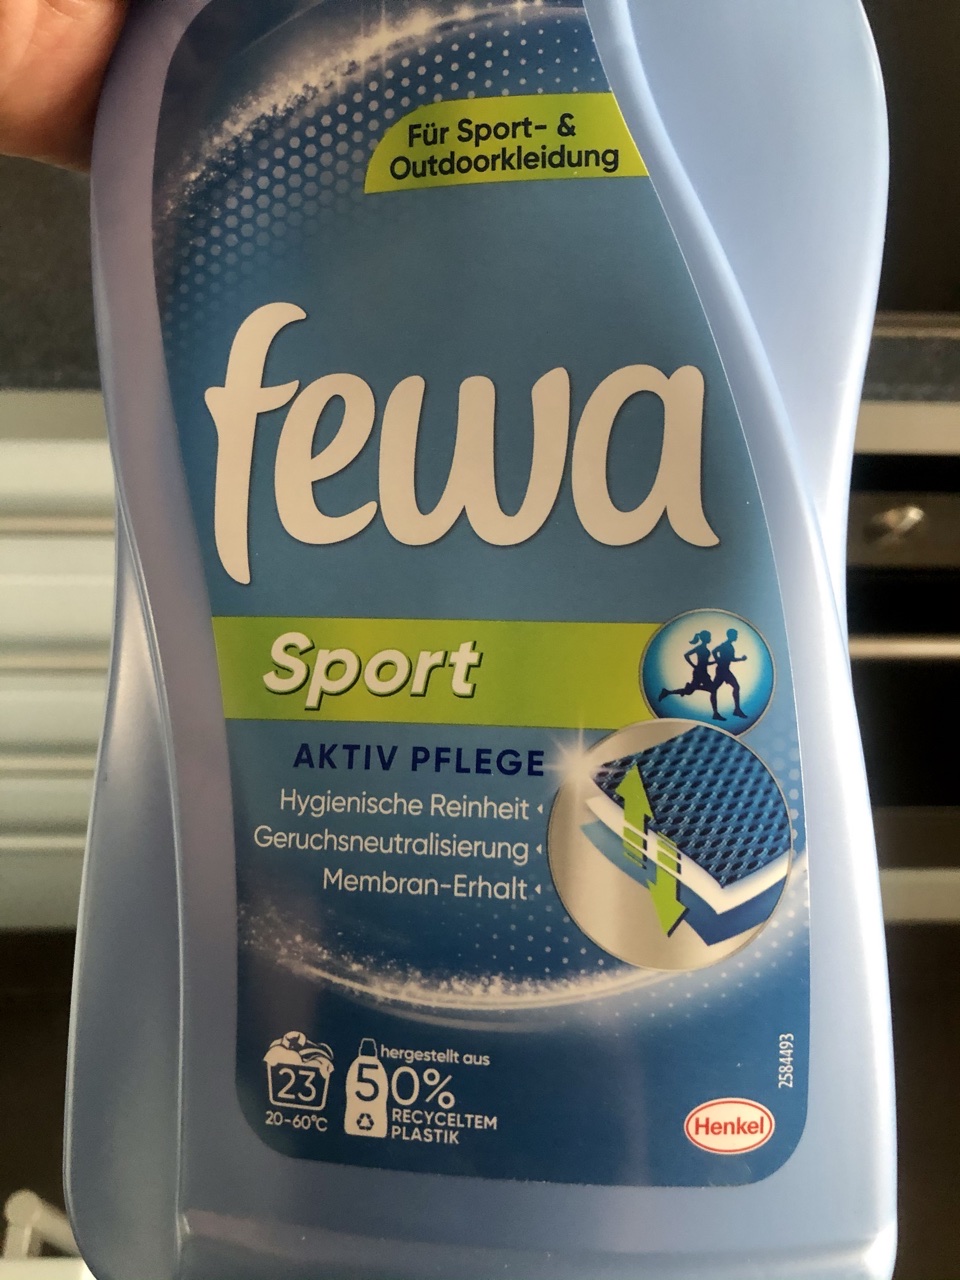 Für Sport- &
Outdoorkleidung
fewa
Sport
AKTIV PFLEGE
Hygienische Reinheit
Geruchsneutralisierung
Membran-Erhalt
23
20-60°C
hergestellt aus
50%
RECYCELTEM
PLASTIK
2584493
Henkel